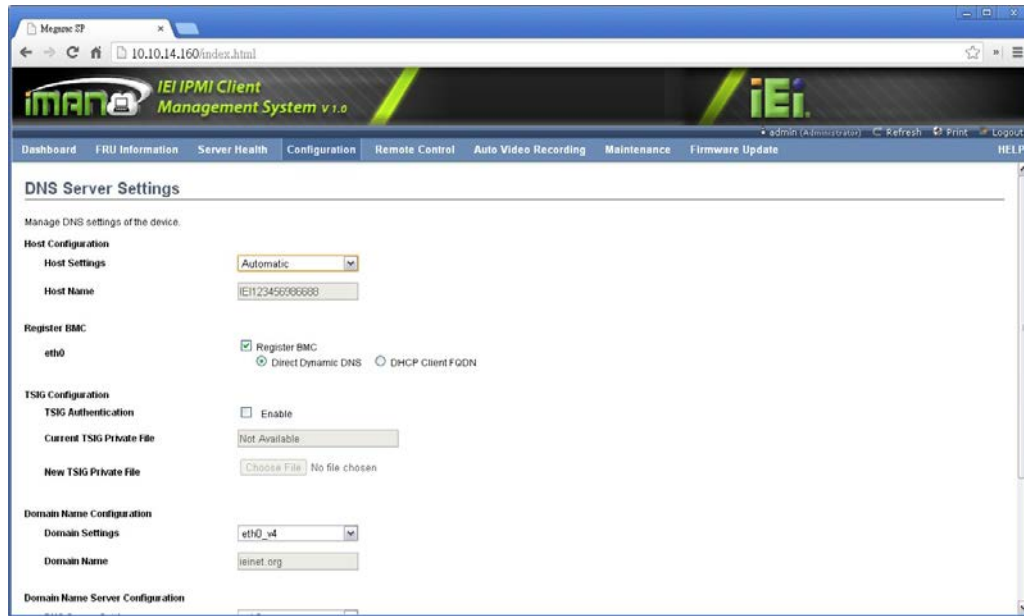 Megarac SP
10.10.14.160/index.html
iMAN
IEI IPMI Client
Management System v 1.0
iEi
admin (Administrator) Refresh Print Logout
Dashboard FRU Information Server Health Configuration Remote Control Auto Video Recording Maintenance Firmware Update HELP
DNS Server Settings
Manage DNS settings of the device.
Host Configuration
Host Settings Automatic
Host Name IEI123456986688
Register BMC
eth0 Register BMC
Direct Dynamic DNS DHCP Client FQDN
TSIG Configuration
TSIG Authentication Enable
Current TSIG Private File Not Available
New TSIG Private File Choose File No file chosen
Domain Name Configuration
Domain Settings eth0_v4
Domain Name ieinet.org
Domain Name Server Configuration